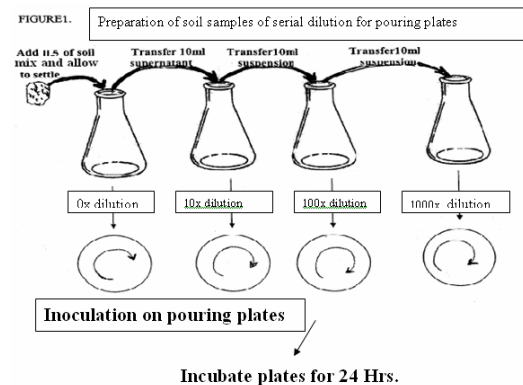 FIGURE1. Preparation of soil samples of serial dilution for pouring plates
Add 11.5 of soil
mix and allow
to settle
Transfer 10ml
supernatant
Transfer10ml
suspension
Transfer10ml
suspension
0x dilution
10x dilution
100x dilution
1000x dilution
Inoculation on pouring plates
Incubate plates for 24 Hrs.